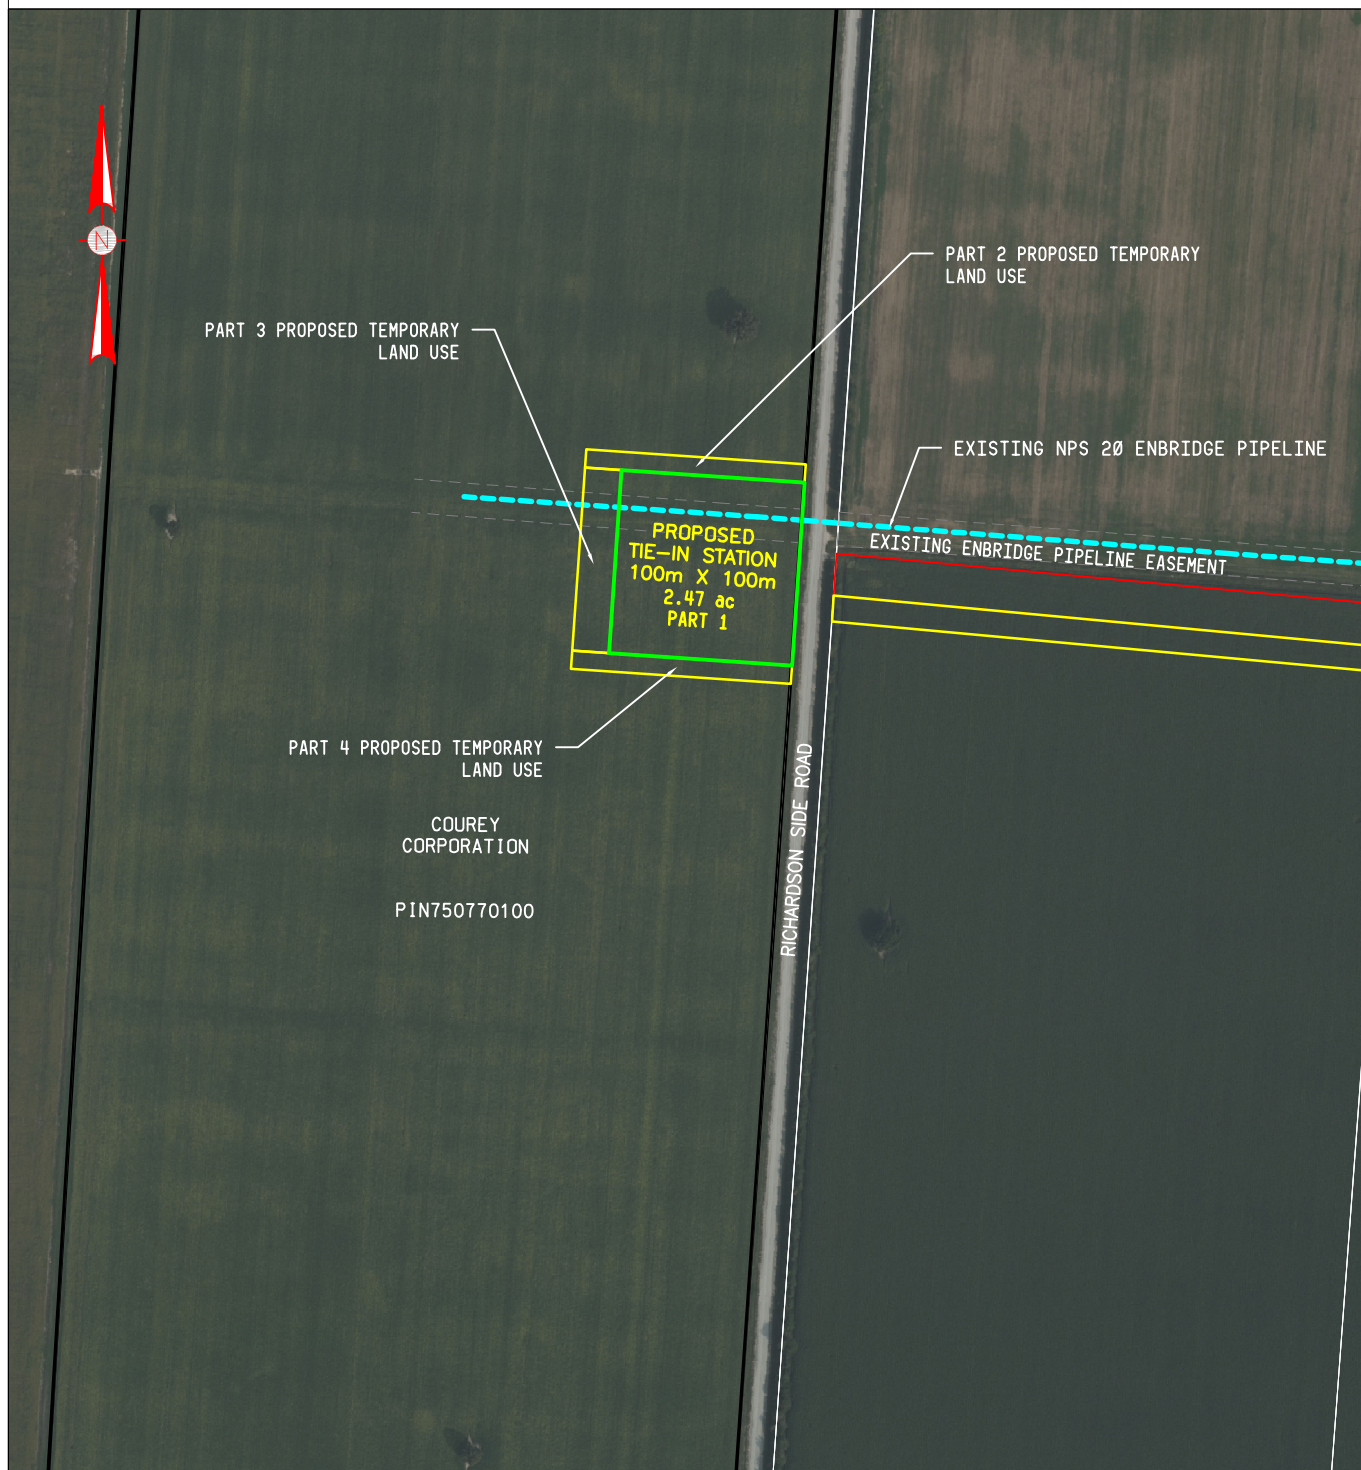 N
PART 2 PROPOSED TEMPORARY
LAND USE
PART 3 PROPOSED TEMPORARY
LAND USE
EXISTING NPS 20 ENBRIDGE PIPELINE
EXISTING ENBRIDGE PIPELINE EASEMENT
PROPOSED
TIE-IN STATION
100m X 100m
2.47 ac
PART 1
PART 4 PROPOSED TEMPORARY
LAND USE
RICHARDSON SIDE ROAD
COUREY
CORPORATION
PIN750770100